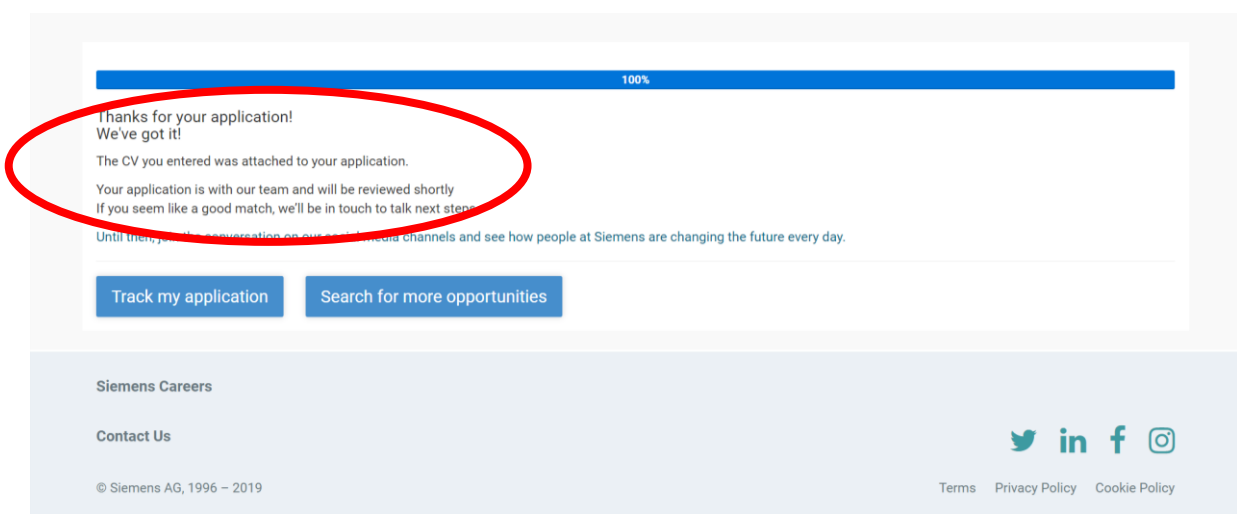 100%
Thanks for your application!
We've got it!
The CV you entered was attached to your application.
Your application is with our team and will be reviewed shortly
If you seem like a good match, we'll be in touch to talk next steps
Until then, join the conversation on our social media channels and see how people at Siemens are changing the future every day.
Track my application
Search for more opportunities
Siemens Careers
Contact Us
© Siemens AG, 1996 – 2019
Terms Privacy Policy Cookie Policy